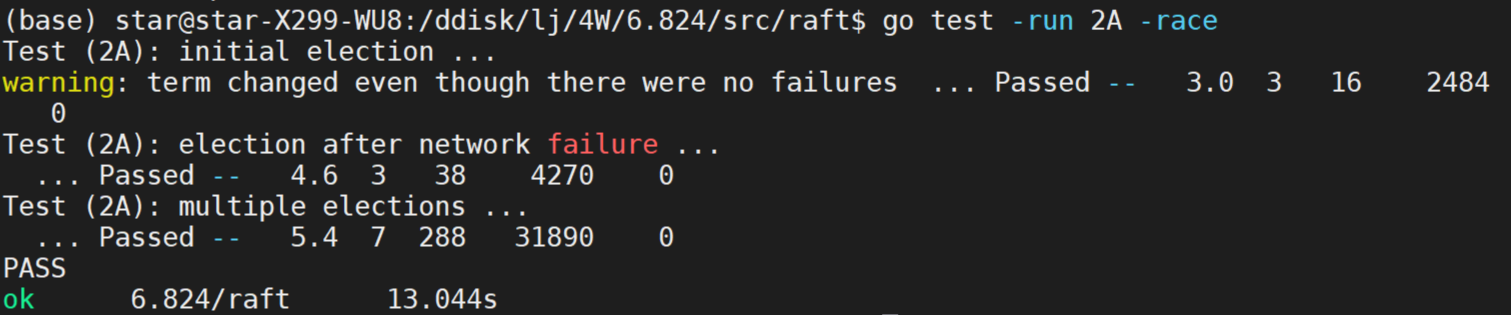 (base) star@star-X299-WU8:/ddisk/lj/4W/6.824/src/raft$ go test -run 2A -race
Test (2A): initial election ...
warning: term changed even though there were no failures  ... Passed --   3.0  3   16    2484
   0
Test (2A): election after network failure ...
  ... Passed --   4.6  3   38    4270    0
Test (2A): multiple elections ...
  ... Passed --   5.4  7  288   31890    0
PASS
ok      6.824/raft      13.044s